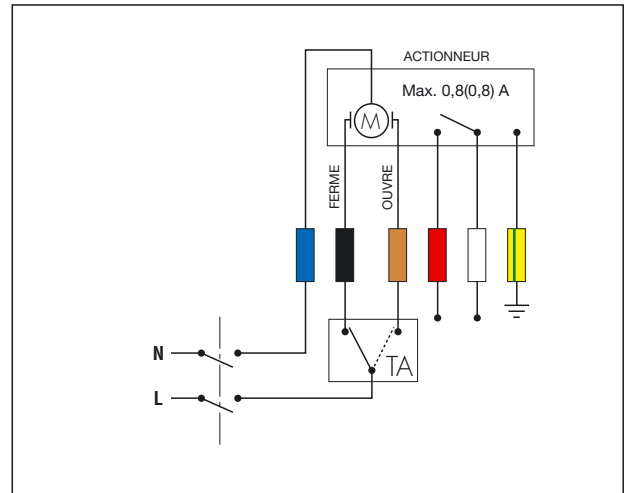 ACTIONNEUR
Max. 0,8(0,8) A
M
FERME
OUVRE
N
TA
L